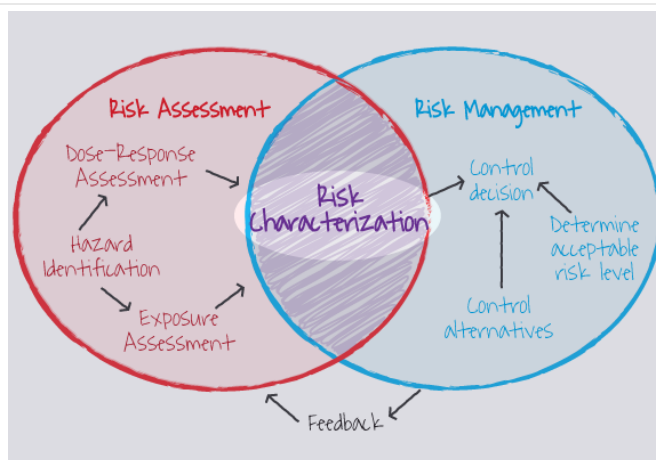 Risk Assessment
Dose-Response
Assessment
Hazard
Identification
Exposure
Assessment
Risk
Characterization
Risk Management
Control
decision
Determine
acceptable
risk level
Control
alternatives
Feedback